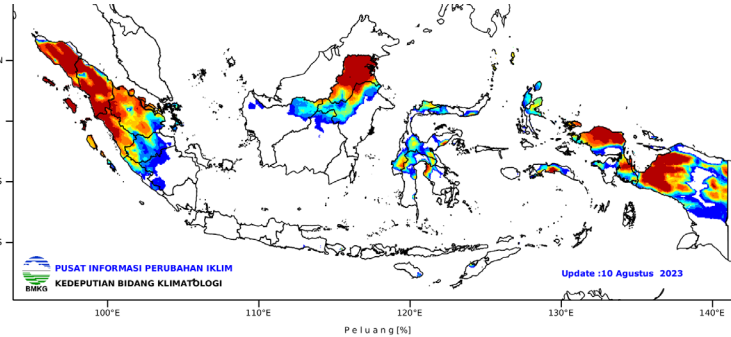 N
S
S
BMKG
PUSAT INFORMASI PERUBAHAN IKLIM
KEDEPUTIAN BIDANG KLIMATOLOGI
Update :10 Agustus 2023
100°E 110°E 120°E 130°E 140°E
Peluang[%]